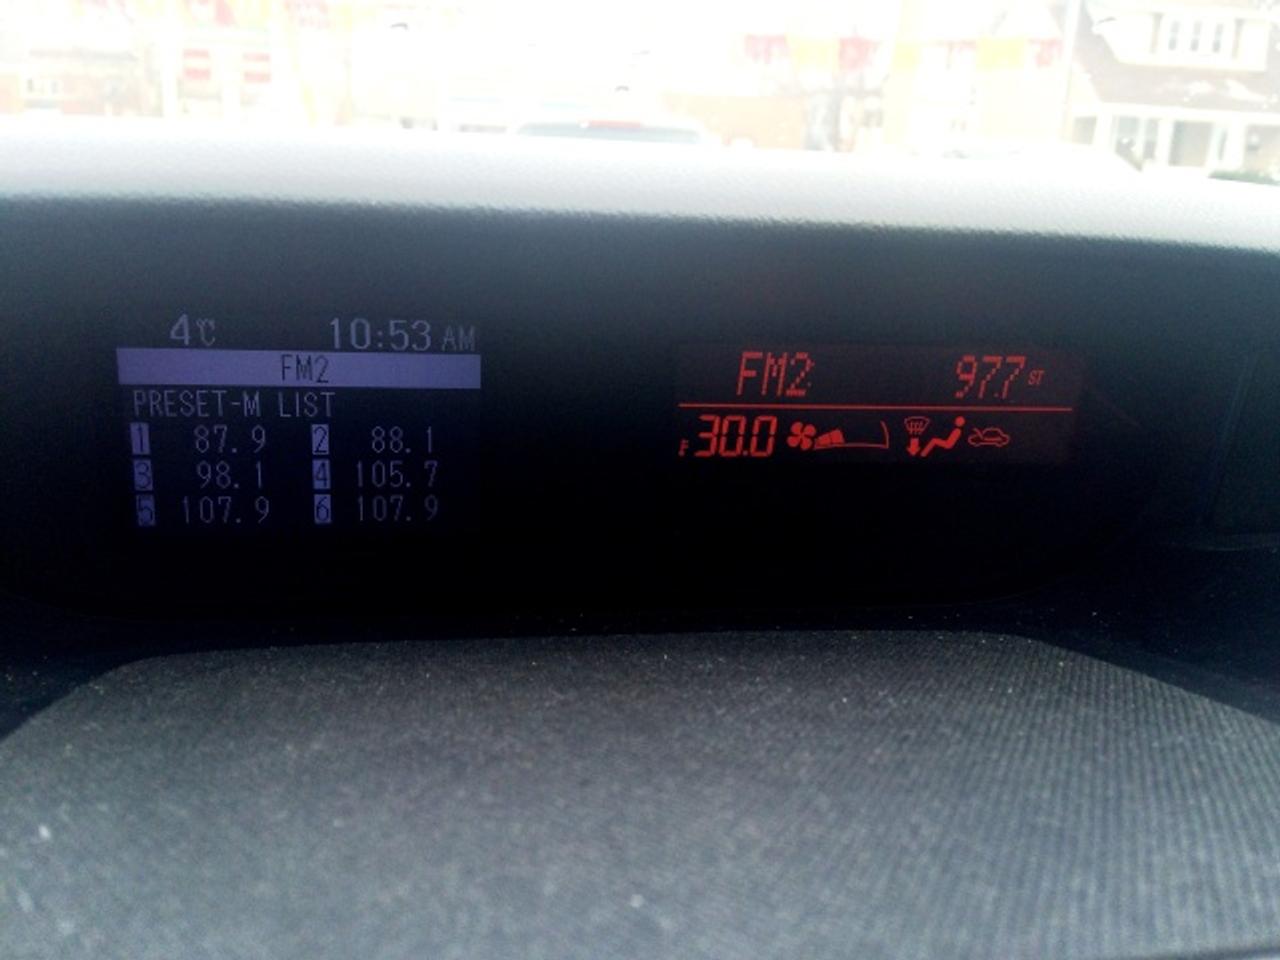 4℃ 10:53 AM
FM2
PRESET-M LIST
1 87.9 2 88.1
3 98.1 4 105.7
5 107.9 6 107.9
FM2 97.7 ST
F 30.0